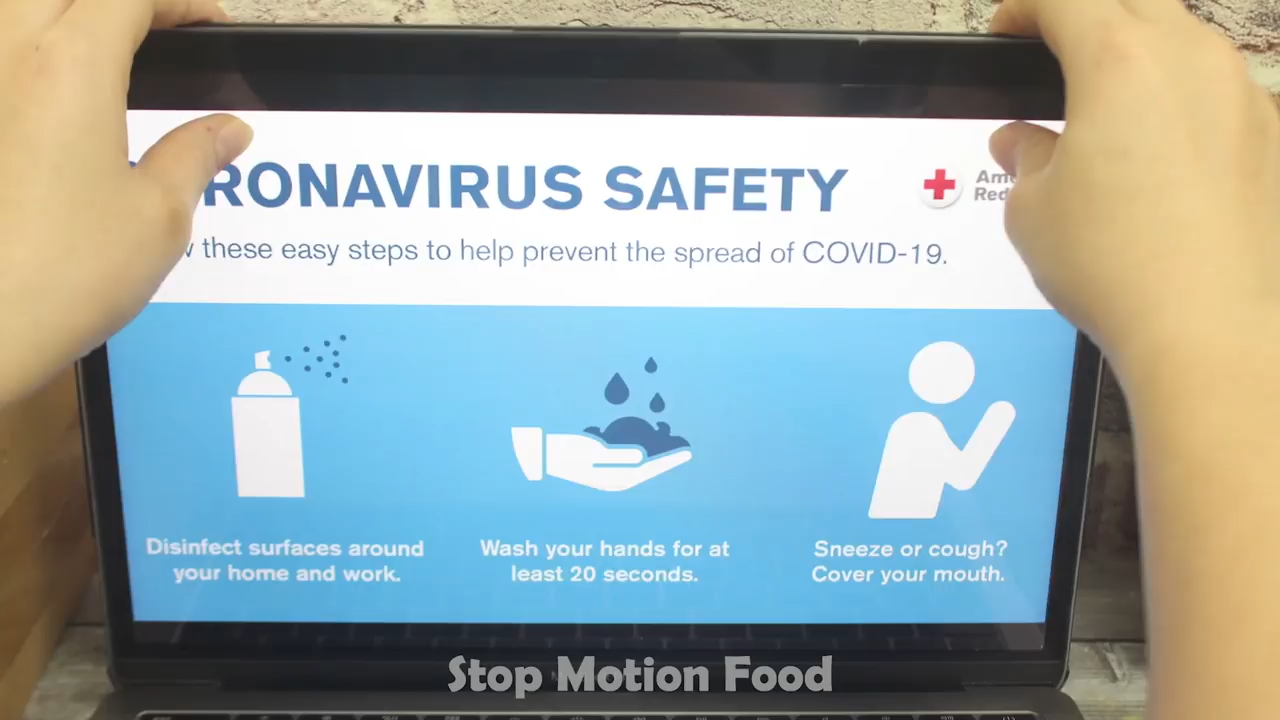 RONAVIRUS SAFETY
these easy steps to help prevent the spread of COVID-19.
Disinfect surfaces around
your home and work.
Wash your hands for at
least 20 seconds.
Sneeze or cough?
Cover your mouth.
Stop Motion Food